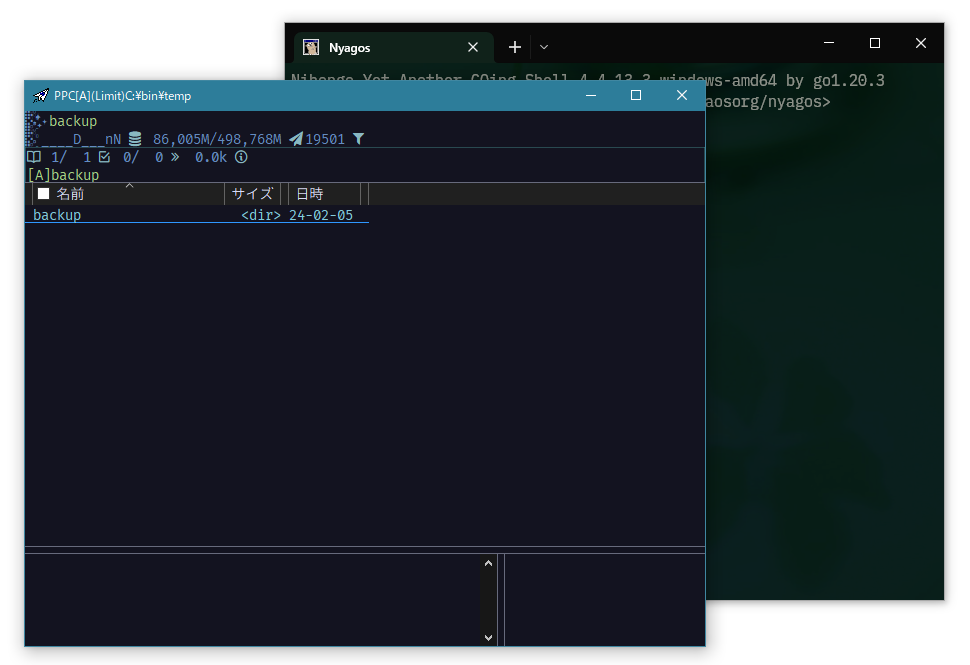 Nyagos
Nihongo Yet Another GOing Shell 4.4.13_3-windows-amd64 by go1.20.3
aosorg/nyagos>
PPC[A](Limit)C:¥bin¥temp
backup
_____D___nN 86,005M/498,768M 19501
1/ 1 0/ 0 » 0.0k
[A]backup
名前 サイズ 日時
backup <dir> 24-02-05